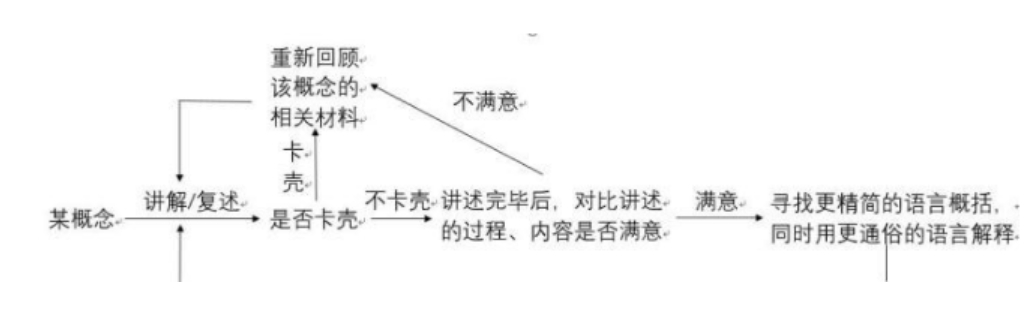 重新回顾
该概念的
相关材料
不满意
卡
壳
某概念
讲解/复述
是否卡壳
不卡壳
讲述完毕后，对比讲述
的过程、内容是否满意
满意
寻找更精简的语言概括，
同时用更通俗的语言解释